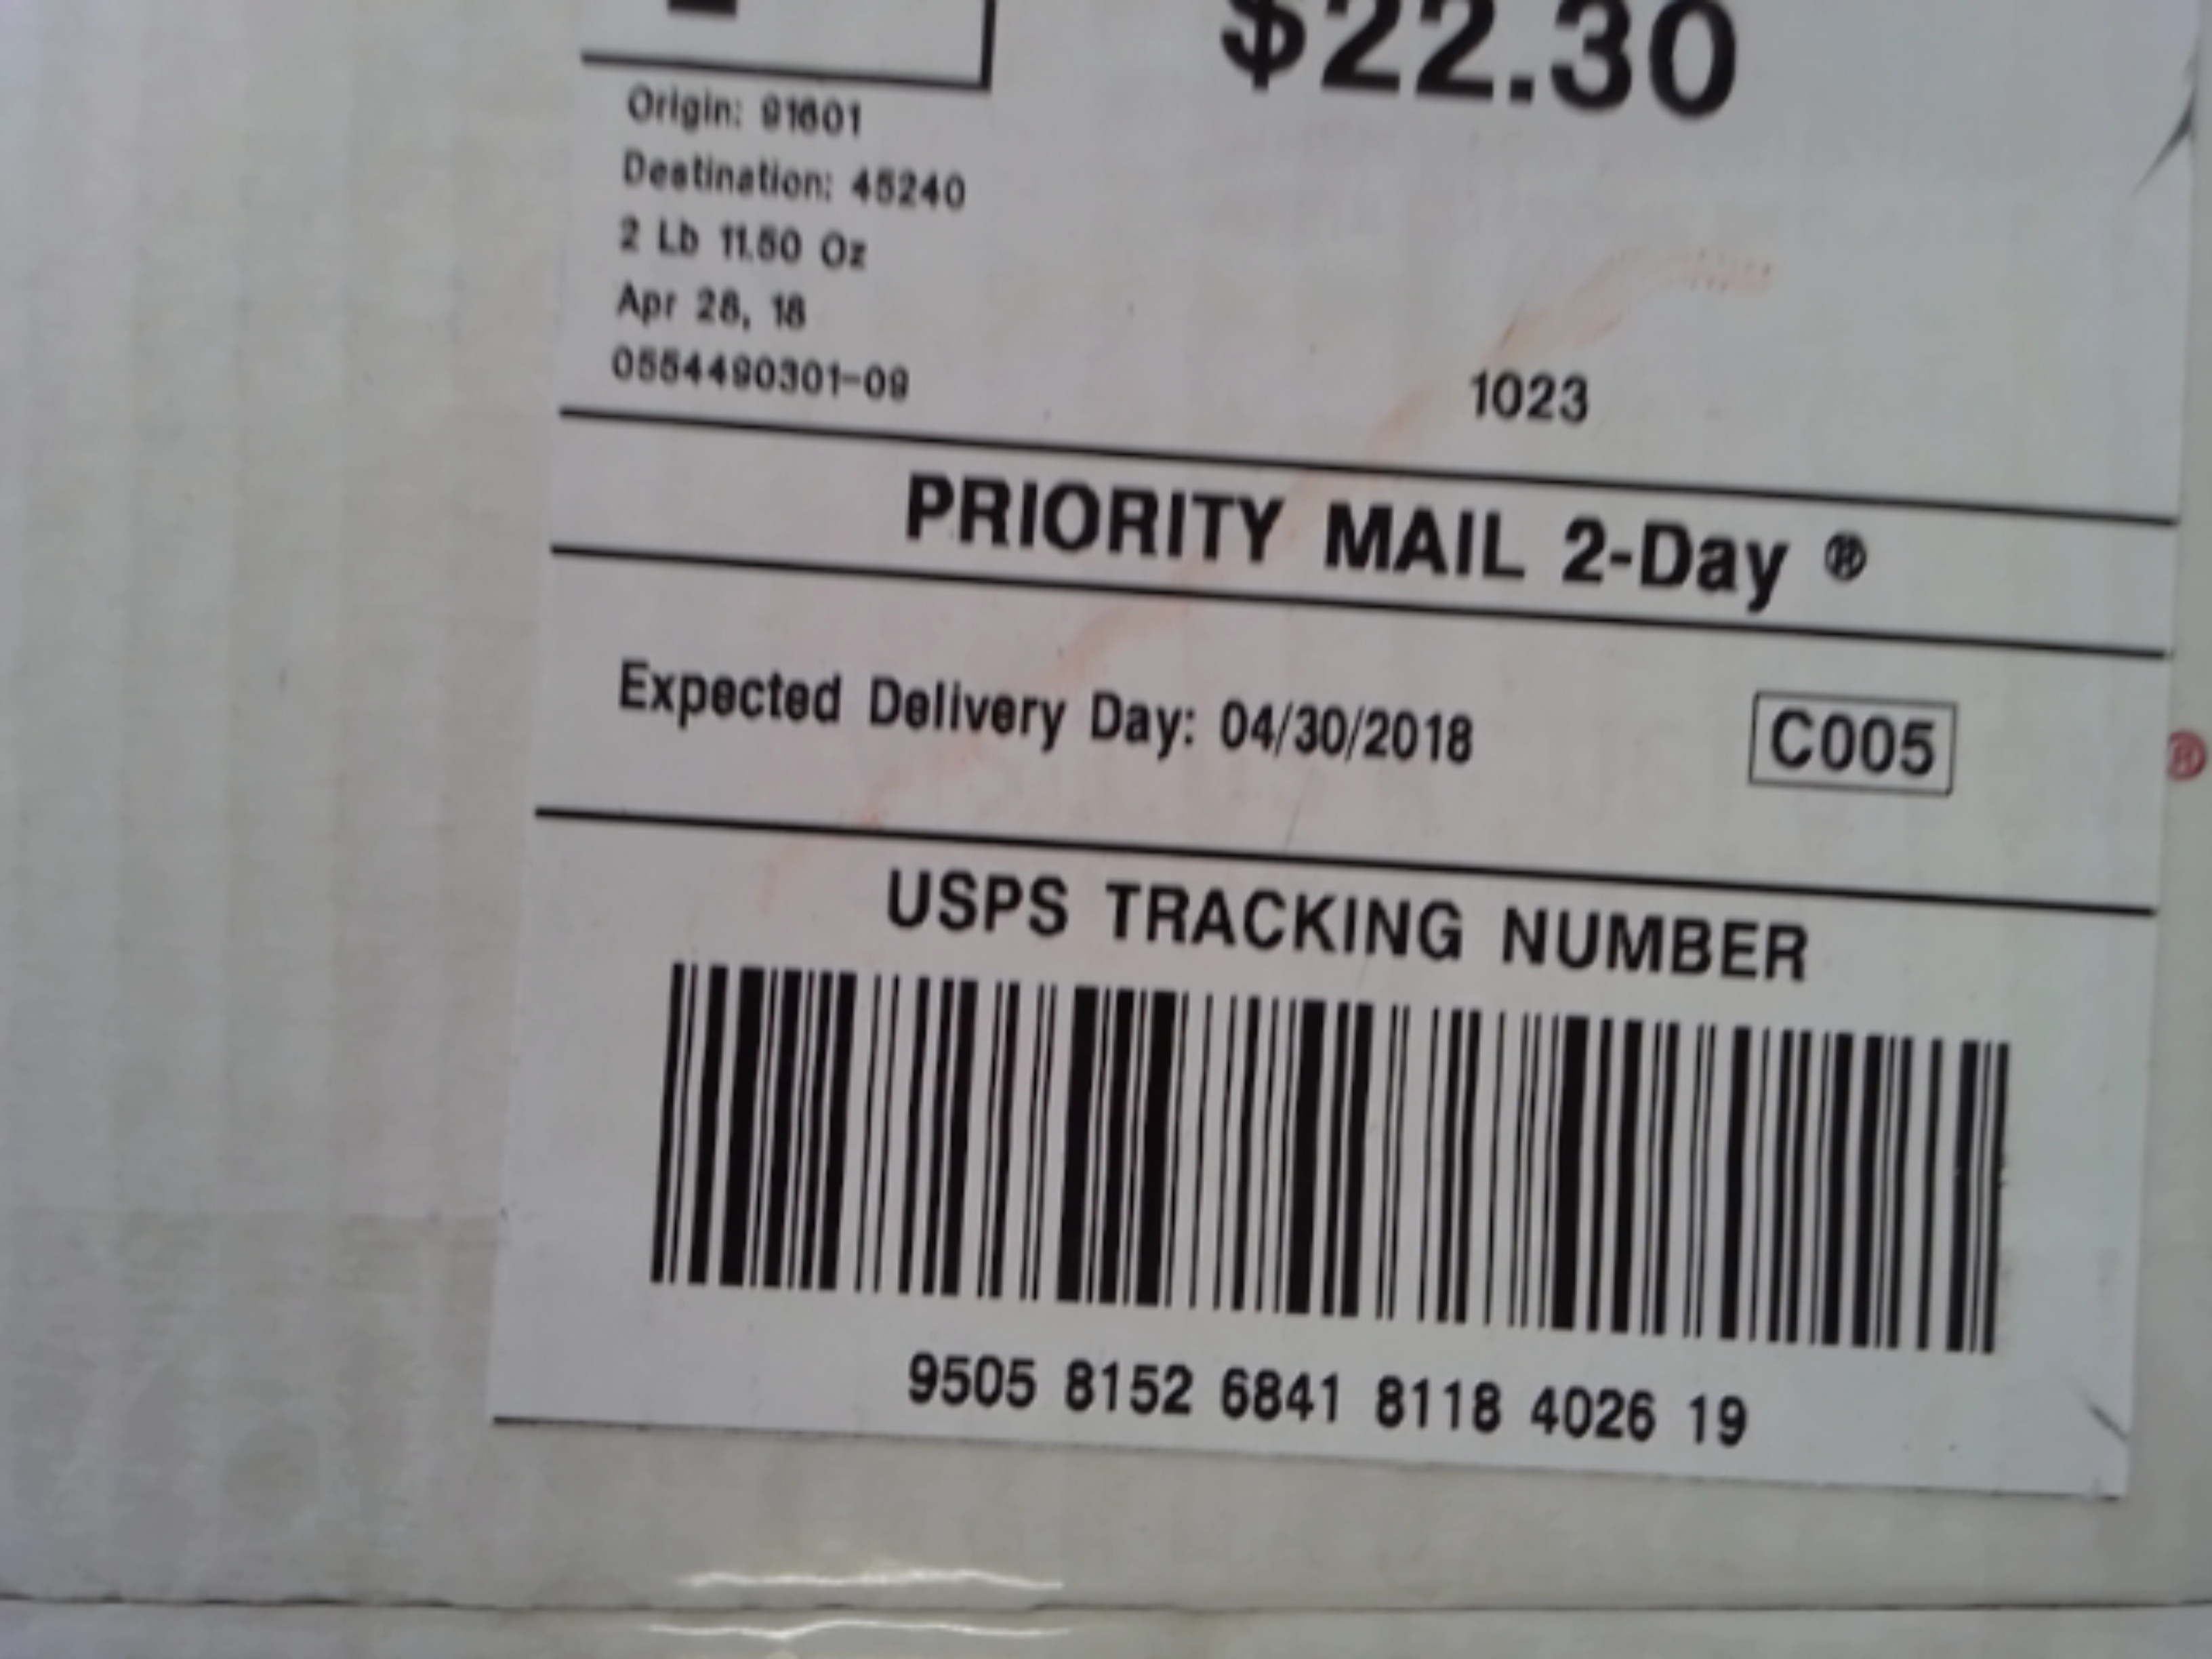 $22.30
Origin: 91601
Destination: 45240
2 Lb 11.50 Oz
Apr 28, 18
0554490301-09
1023
PRIORITY MAIL 2-Day ®
Expected Delivery Day: 04/30/2018
C005
®
USPS TRACKING NUMBER
9505 8152 6841 8118 4026 19